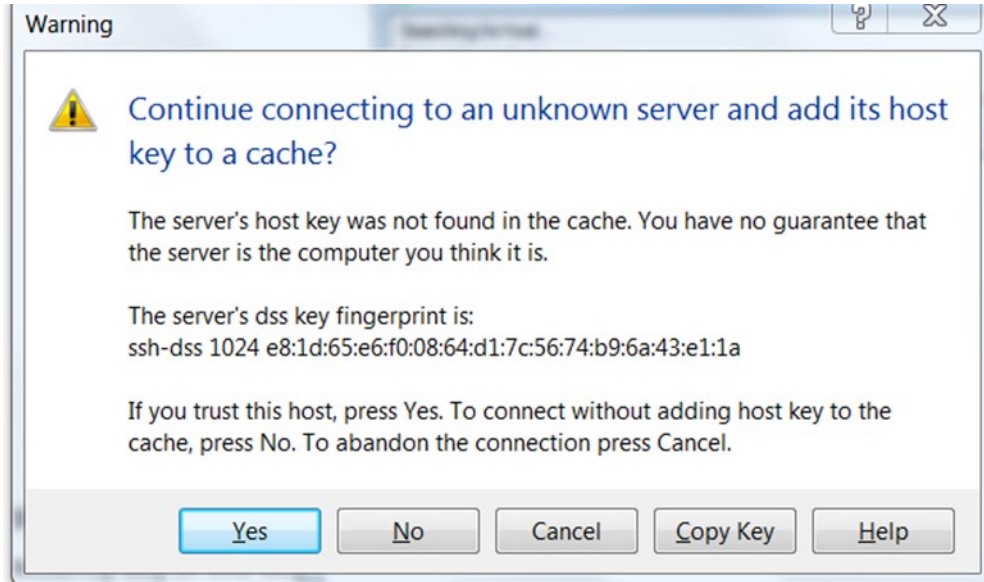 Warning
Searching for host...
Continue connecting to an unknown server and add its host
key to a cache?
The server's host key was not found in the cache. You have no guarantee that
the server is the computer you think it is.
The server's dss key fingerprint is:
ssh-dss 1024 e8:1d:65:e6:f0:08:64:d1:7c:56:74:b9:6a:43:e1:1a
If you trust this host, press Yes. To connect without adding host key to the
cache, press No. To abandon the connection press Cancel.
Yes
No
Cancel
Copy Key
Help